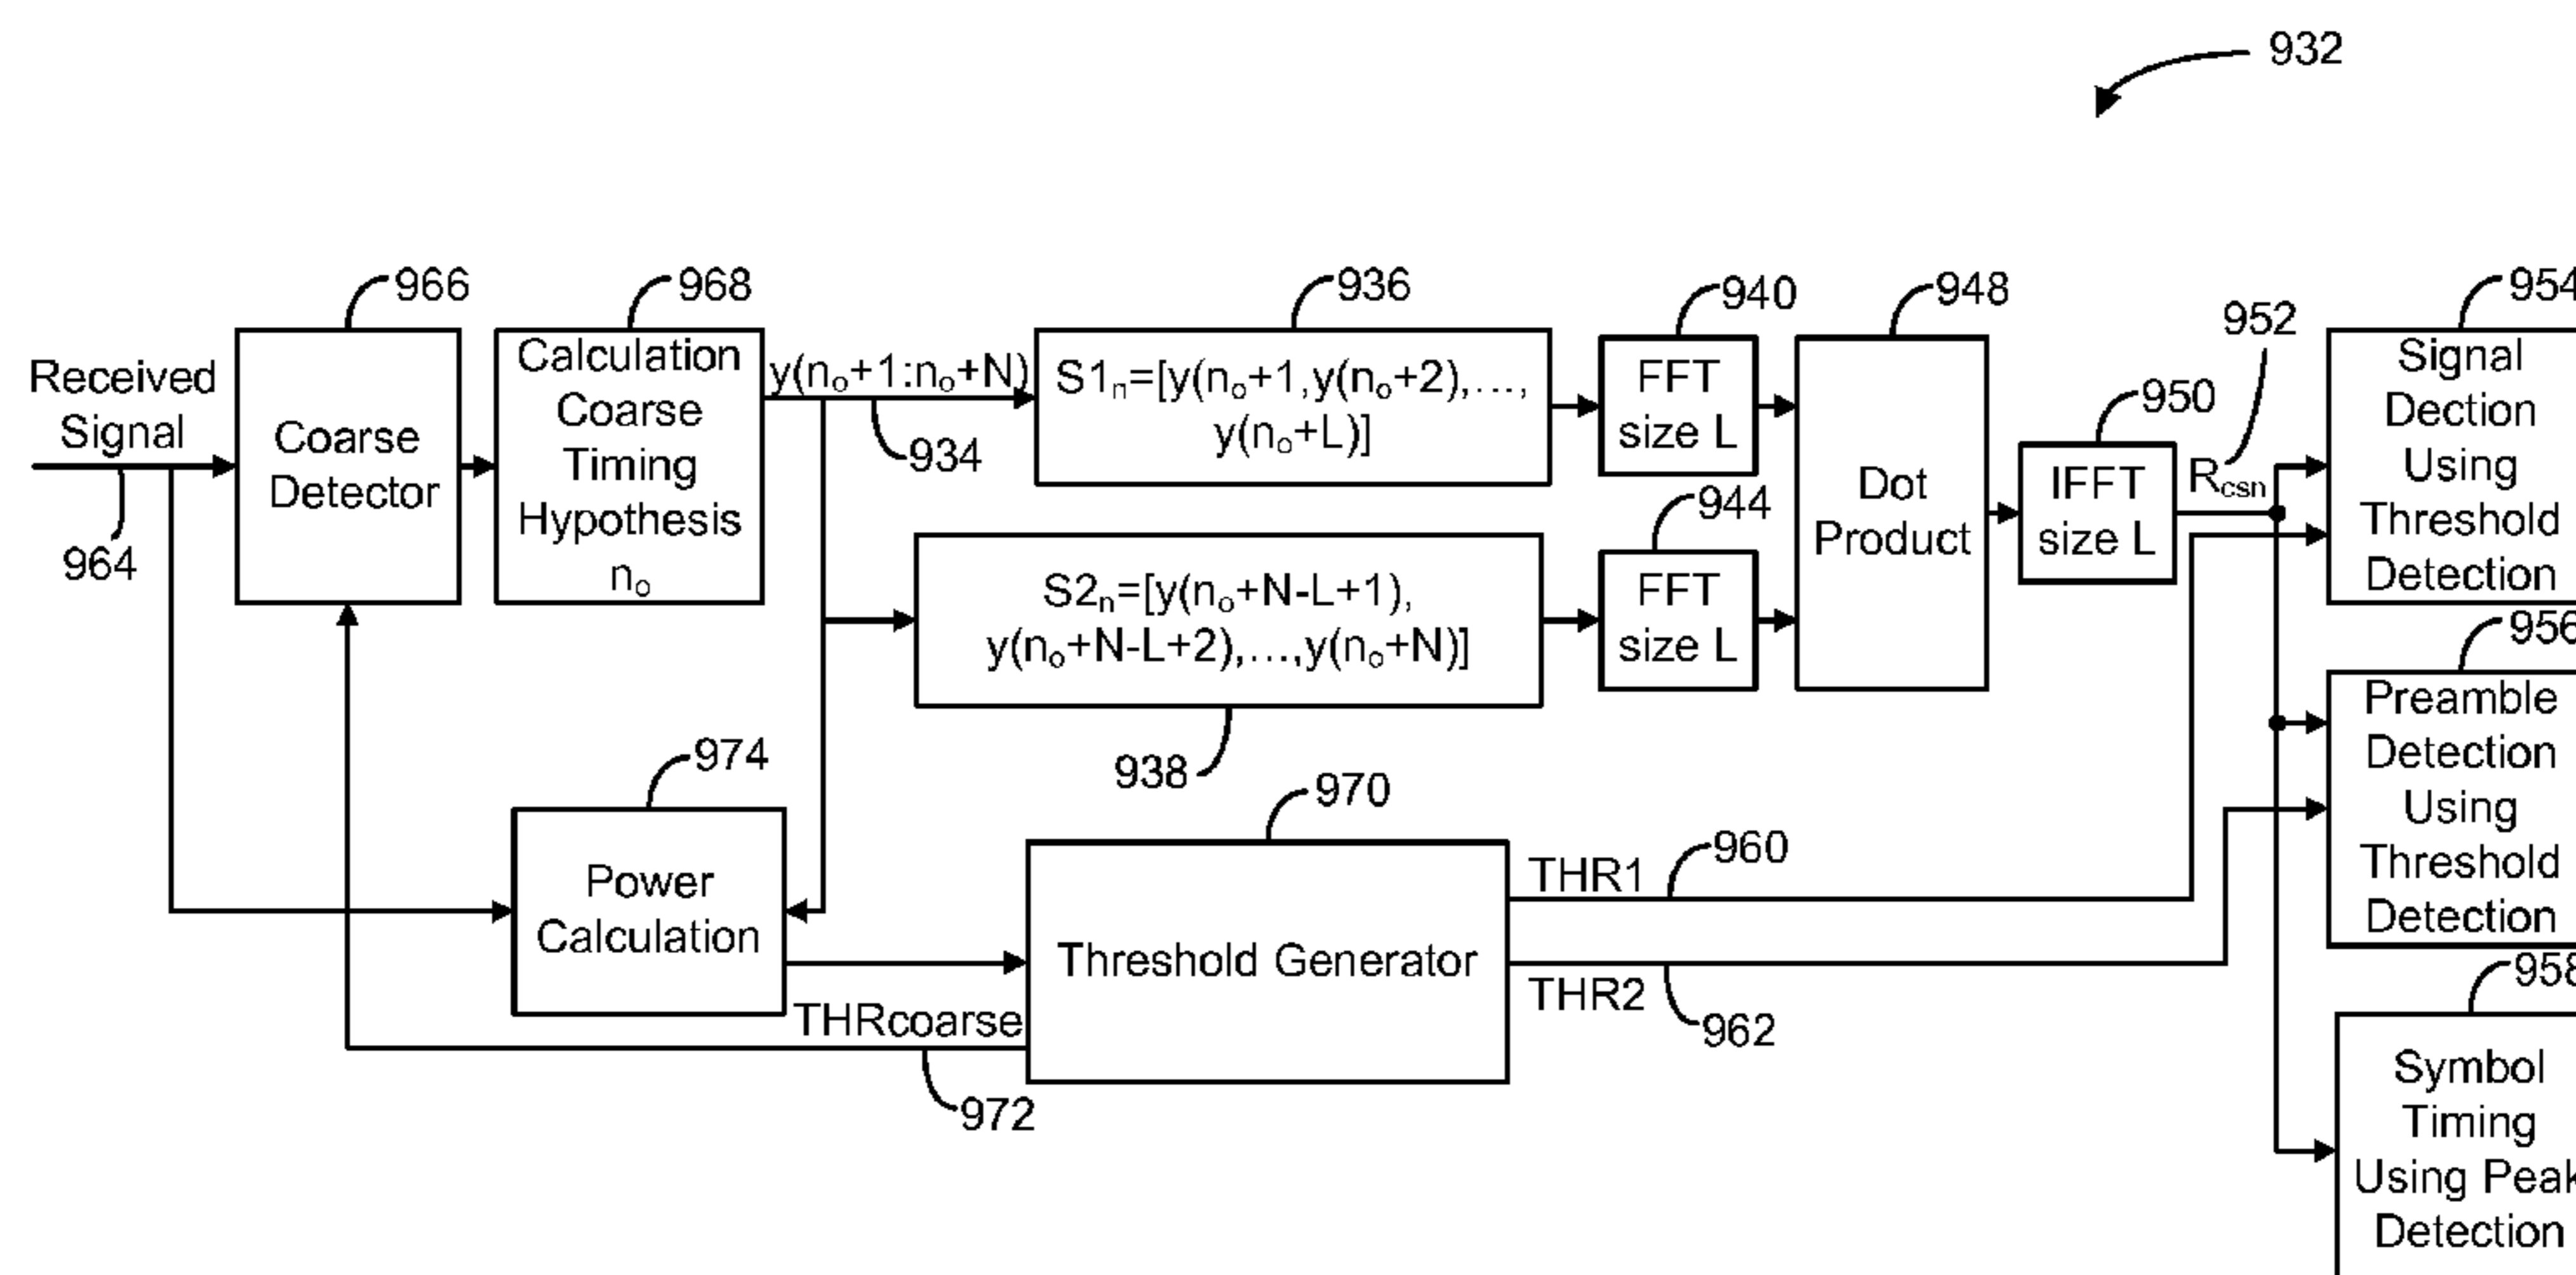 932
966
968
936
940
948
952
954
950
Received
Signal
964
Coarse
Detector
Calculation
Coarse
Timing
Hypothesis
nₒ
y(nₒ+1:nₒ+N)
934
S1ₙ=[y(nₒ+1,y(nₒ+2),...,
y(nₒ+L)]
FFT
size L
944
S2ₙ=[y(nₒ+N-L+1),
y(nₒ+N-L+2),...,y(nₒ+N)]
938
FFT
size L
Dot
Product
IFFT
size L
Rcsn
Signal
Dection
Using
Threshold
Detection
956
Preamble
Detection
Using
Threshold
Detection
958
Symbol
Timing
Using Peak
Detection
974
Power
Calculation
970
Threshold Generator
THR1
960
THR2
962
THRcoarse
972